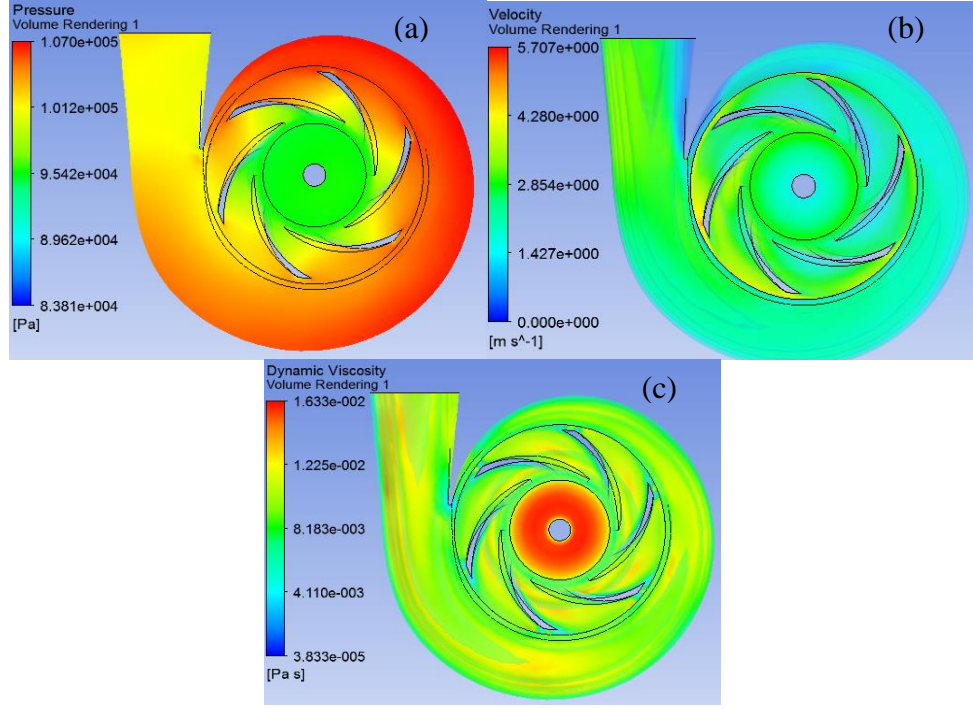 Pressure
Volume Rendering 1
(a)
1.070e+005
1.012e+005
9.542e+004
8.962e+004
8.381e+004
[Pa]
Velocity
Volume Rendering 1
(b)
5.707e+000
4.280e+000
2.854e+000
1.427e+000
0.000e+000
[m s^-1]
Dynamic Viscosity
Volume Rendering 1
(c)
1.633e-002
1.225e-002
8.183e-003
4.110e-003
3.833e-005
[Pa s]